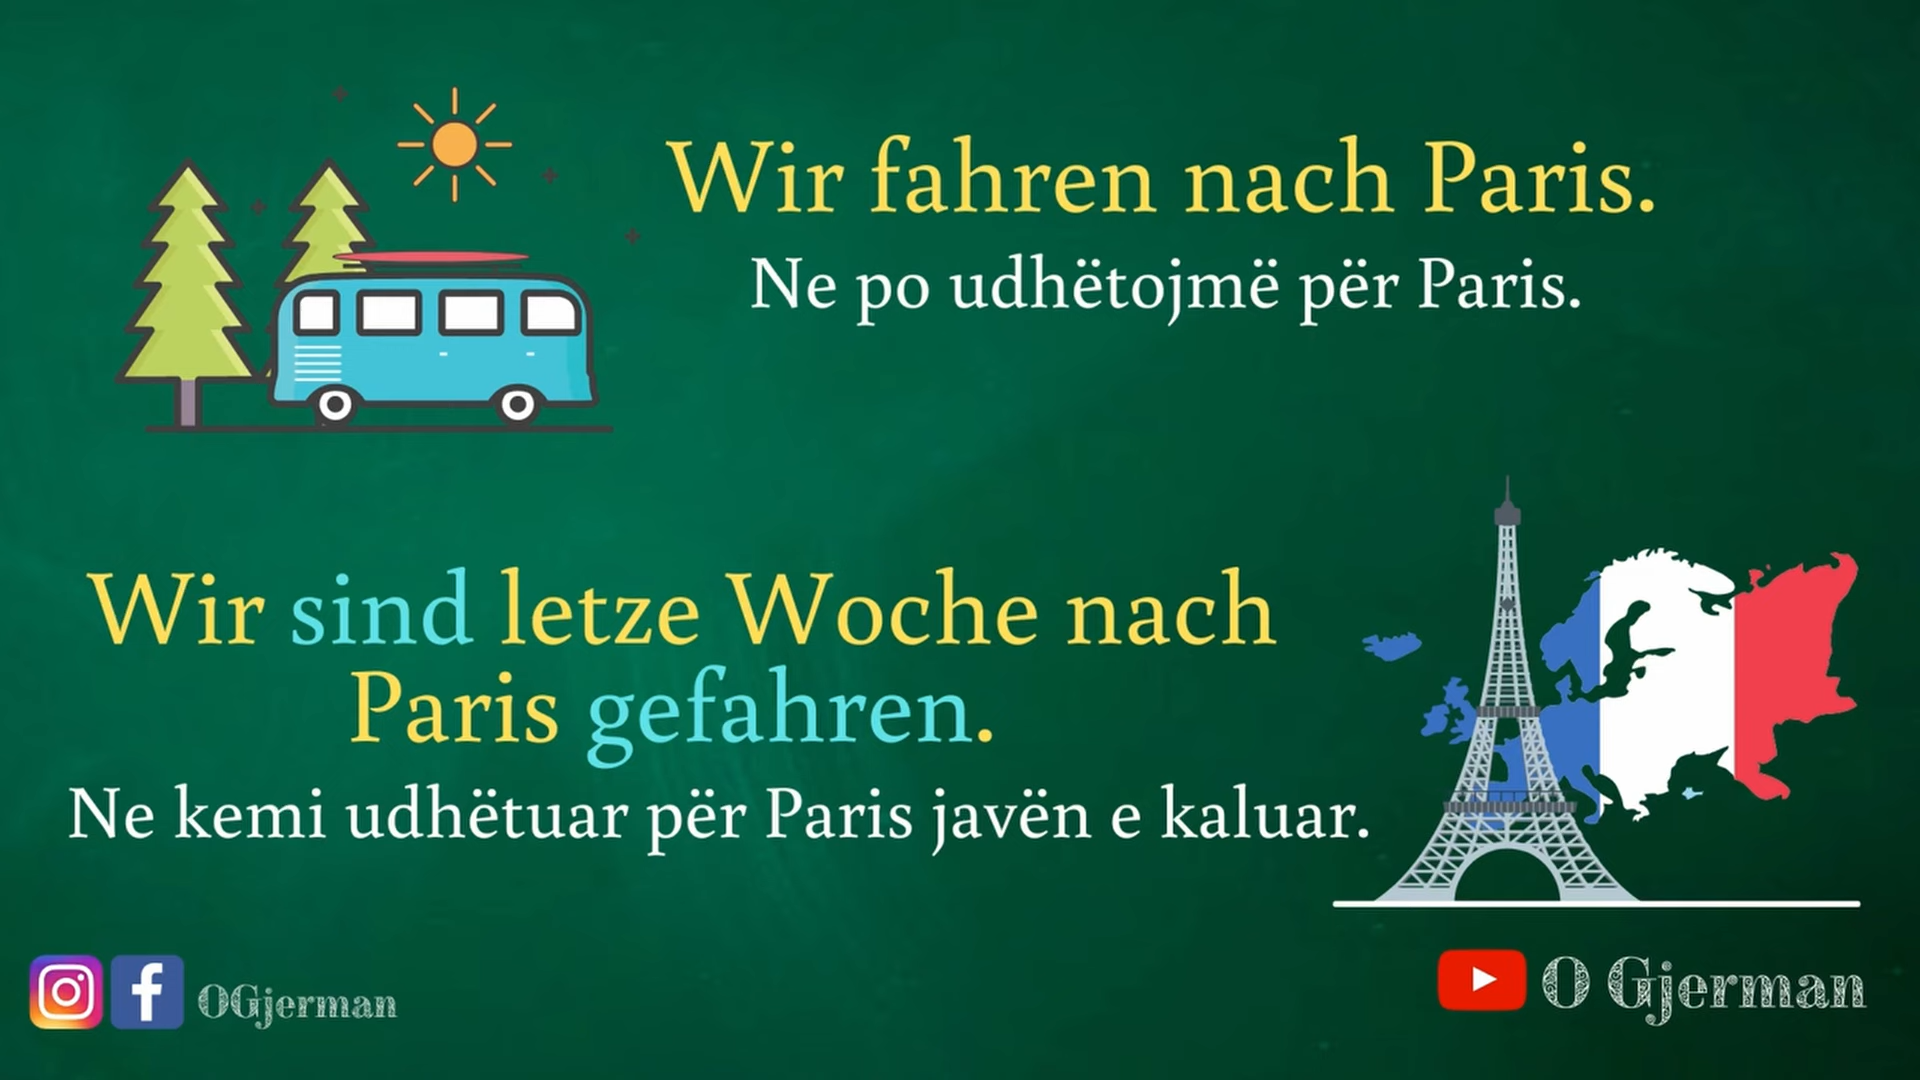 Wir fahren nach Paris.
Ne po udhëtojmë për Paris.
Wir sind letze Woche nach
Paris gefahren.
Ne kemi udhëtuar për Paris javën e kaluar.
OGjerman
O Gjerman